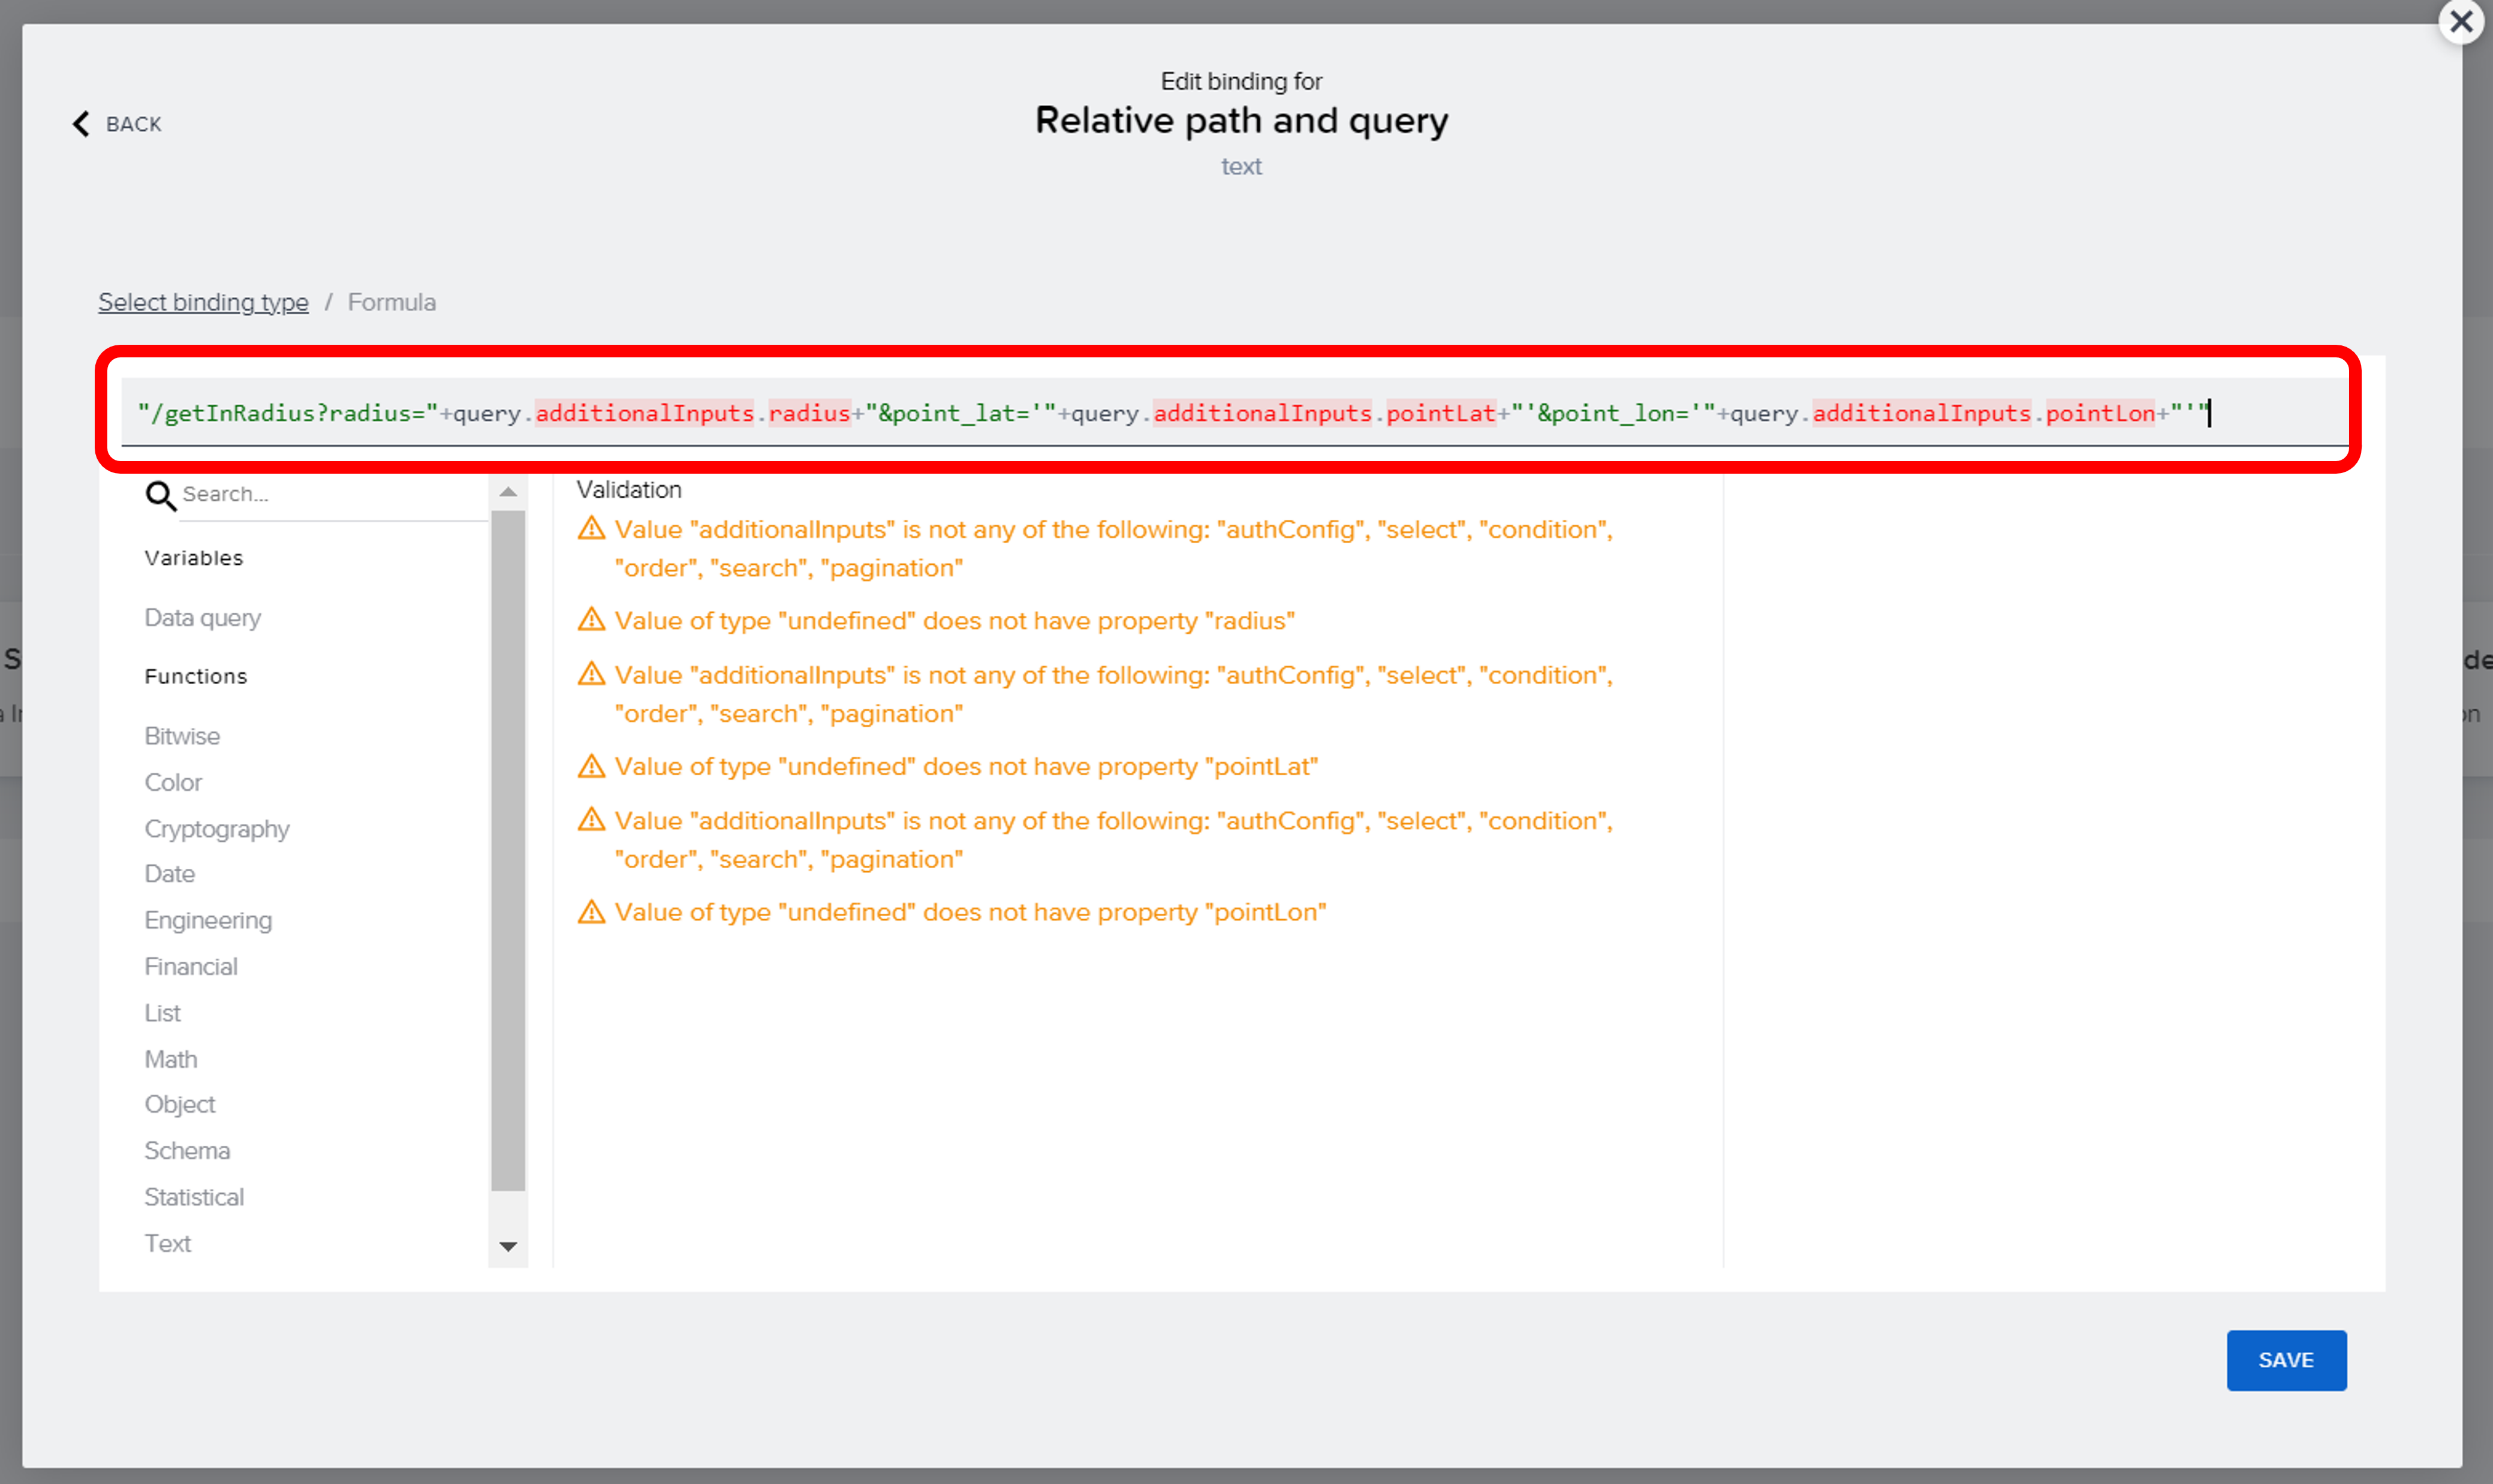 Edit binding for
BACK
Relative path and query
text
Select binding type / Formula
"/getInRadius?radius="+query.additionalInputs.radius+"&point_lat='"+query.additionalInputs.pointLat+"'&point_lon='"+query.additionalInputs.pointLon+"'"
Search...
Variables
Data query
Functions
Bitwise
Color
Cryptography
Date
Engineering
Financial
List
Math
Object
Schema
Statistical
Text
Validation
Value "additionalInputs" is not any of the following: "authConfig", "select", "condition",
"order", "search", "pagination"
Value of type "undefined" does not have property "radius"
Value "additionalInputs" is not any of the following: "authConfig", "select", "condition",
"order", "search", "pagination"
Value of type "undefined" does not have property "pointLat"
Value "additionalInputs" is not any of the following: "authConfig", "select", "condition",
"order", "search", "pagination"
Value of type "undefined" does not have property "pointLon"
SAVE